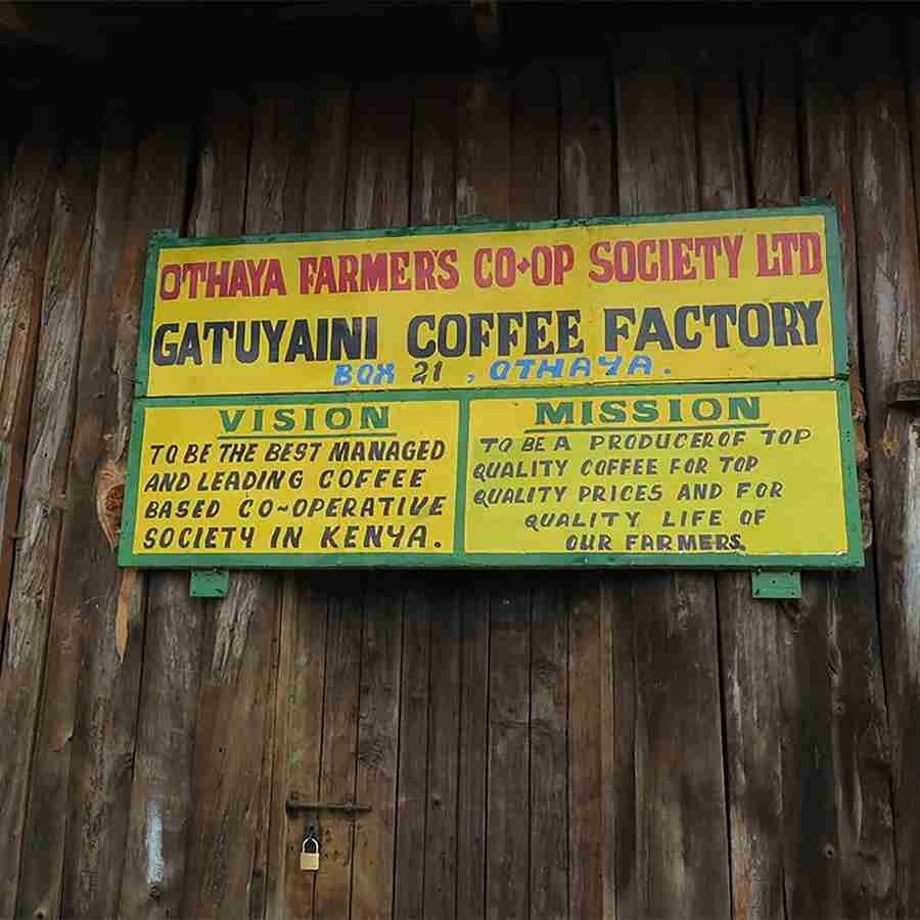 OTHAYA FARMERS CO-OP SOCIETY LTD
GATUYAINI COFFEE FACTORY
BOX 21 , OTHAYA.
VISION
TO BE THE BEST MANAGED
AND LEADING COFFEE
BASED CO-OPERATIVE
SOCIETY IN KENYA.
MISSION
TO BE A PRODUCER OF TOP
QUALITY COFFEE FOR TOP
QUALITY PRICES AND FOR
QUALITY LIFE OF
OUR FARMERS.